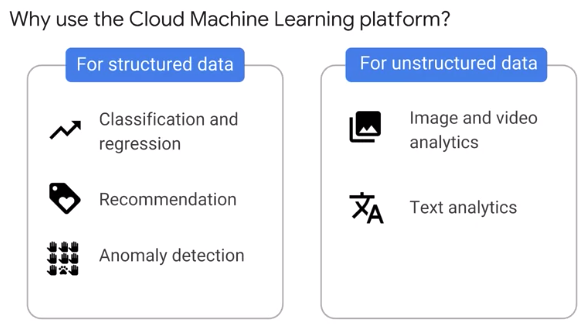 Why use the Cloud Machine Learning platform?
For structured data
Classification and
regression
Recommendation
Anomaly detection
For unstructured data
Image and video
analytics
Text analytics